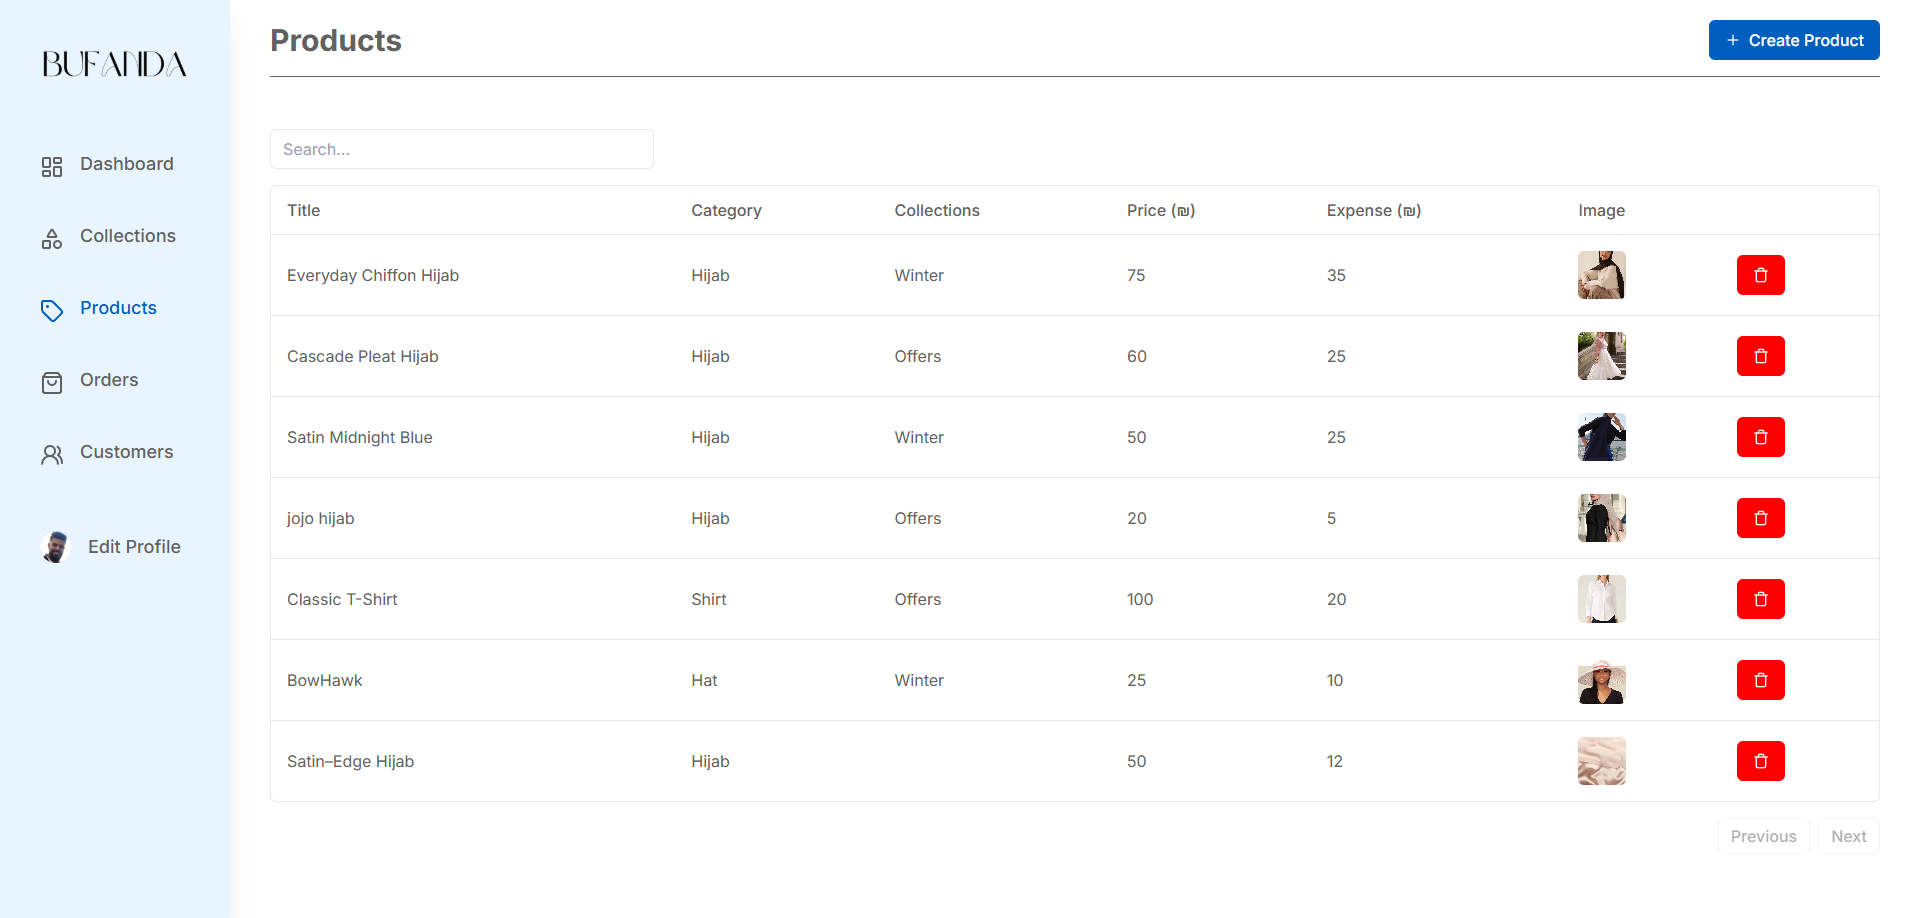 BUFANDA
Dashboard
Collections
Products
Orders
Customers
Edit Profile
Products
Create Product
Search...
Title Category Collections Price (₪) Expense (₪) Image
Everyday Chiffon Hijab Hijab Winter 75 35
Cascade Pleat Hijab Hijab Offers 60 25
Satin Midnight Blue Hijab Winter 50 25
jojo hijab Hijab Offers 20 5
Classic T-Shirt Shirt Offers 100 20
BowHawk Hat Winter 25 10
Satin–Edge Hijab Hijab 50 12
Previous Next